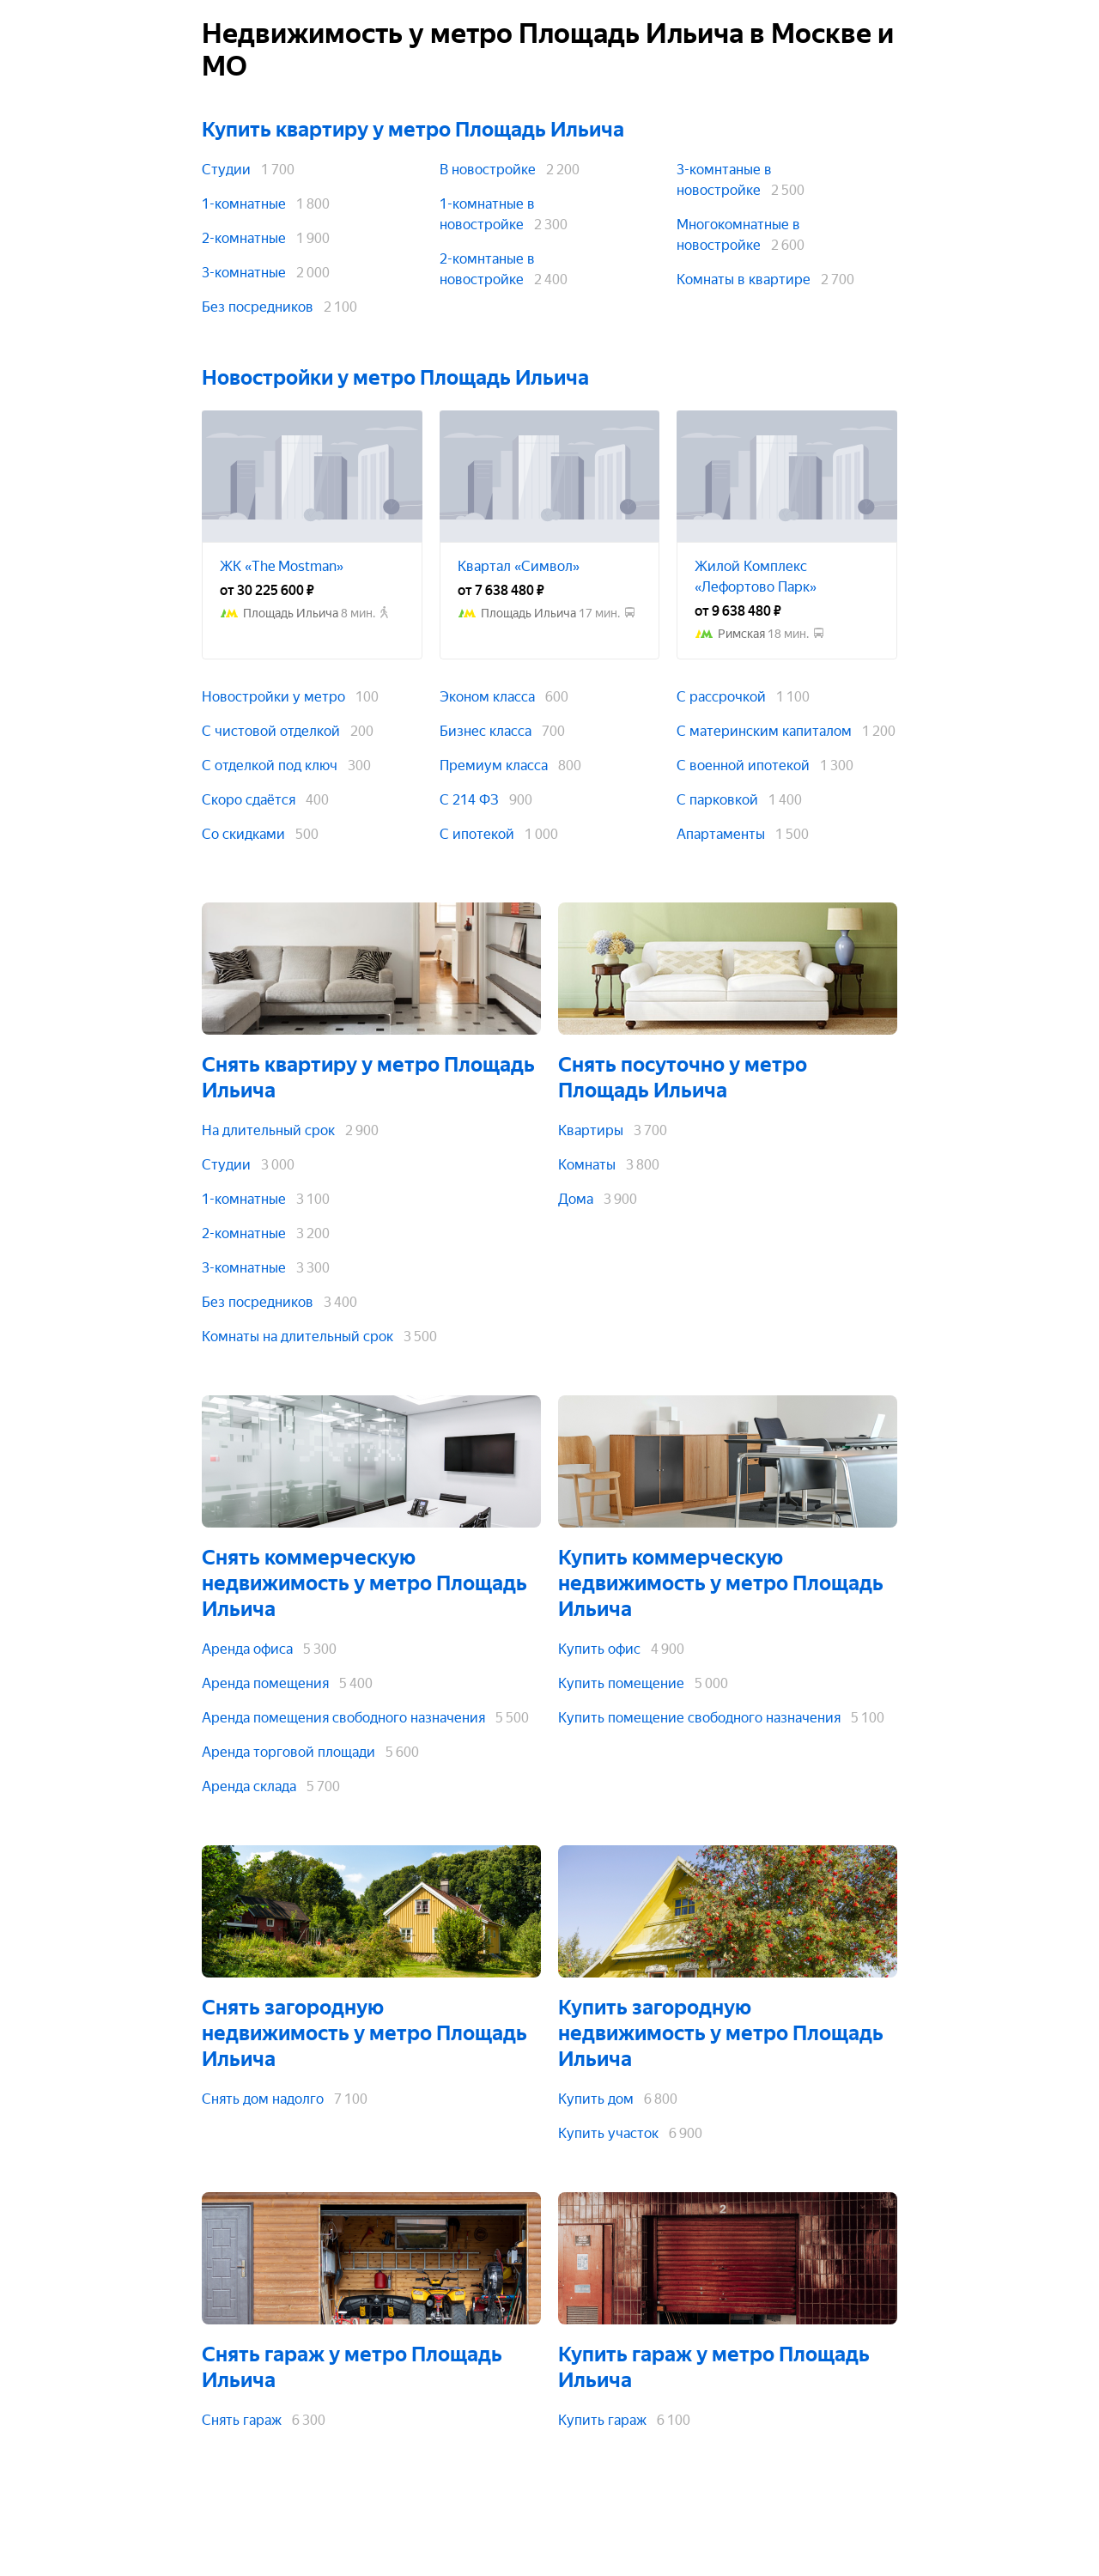 Недвижимость у метро Площадь Ильича в Москве и
МО
Купить квартиру у метро Площадь Ильича
Студии 1 700
1-комнатные 1 800
2-комнатные 1 900
3-комнатные 2 000
Без посредников 2 100
В новостройке 2 200
1-комнатные в
новостройке 2 300
2-комнтаные в
новостройке 2 400
3-комнтаные в
новостройке 2 500
Многокомнатные в
новостройке 2 600
Комнаты в квартире 2 700
Новостройки у метро Площадь Ильича
ЖК «The Mostman»
от 30 225 600 ₽
Площадь Ильича 8 мин.
Квартал «Символ»
от 7 638 480 ₽
Площадь Ильича 17 мин.
Жилой Комплекс
«Лефортово Парк»
от 9 638 480 ₽
Римская 18 мин.
Новостройки у метро 100
С чистовой отделкой 200
С отделкой под ключ 300
Скоро сдаётся 400
Со скидками 500
Эконом класса 600
Бизнес класса 700
Премиум класса 800
С 214 ФЗ 900
С ипотекой 1 000
С рассрочкой 1 100
С материнским капиталом 1 200
С военной ипотекой 1 300
С парковкой 1 400
Апартаменты 1 500
Снять квартиру у метро Площадь
Ильича
На длительный срок 2 900
Студии 3 000
1-комнатные 3 100
2-комнатные 3 200
3-комнатные 3 300
Без посредников 3 400
Комнаты на длительный срок 3 500
Снять посуточно у метро
Площадь Ильича
Квартиры 3 700
Комнаты 3 800
Дома 3 900
Снять коммерческую
недвижимость у метро Площадь
Ильича
Аренда офиса 5 300
Аренда помещения 5 400
Аренда помещения свободного назначения 5 500
Аренда торговой площади 5 600
Аренда склада 5 700
Купить коммерческую
недвижимость у метро Площадь
Ильича
Купить офис 4 900
Купить помещение 5 000
Купить помещение свободного назначения 5 100
Снять загородную
недвижимость у метро Площадь
Ильича
Снять дом надолго 7 100
Купить загородную
недвижимость у метро Площадь
Ильича
Купить дом 6 800
Купить участок 6 900
2
Снять гараж у метро Площадь
Ильича
Снять гараж 6 300
Купить гараж у метро Площадь
Ильича
Купить гараж 6 100